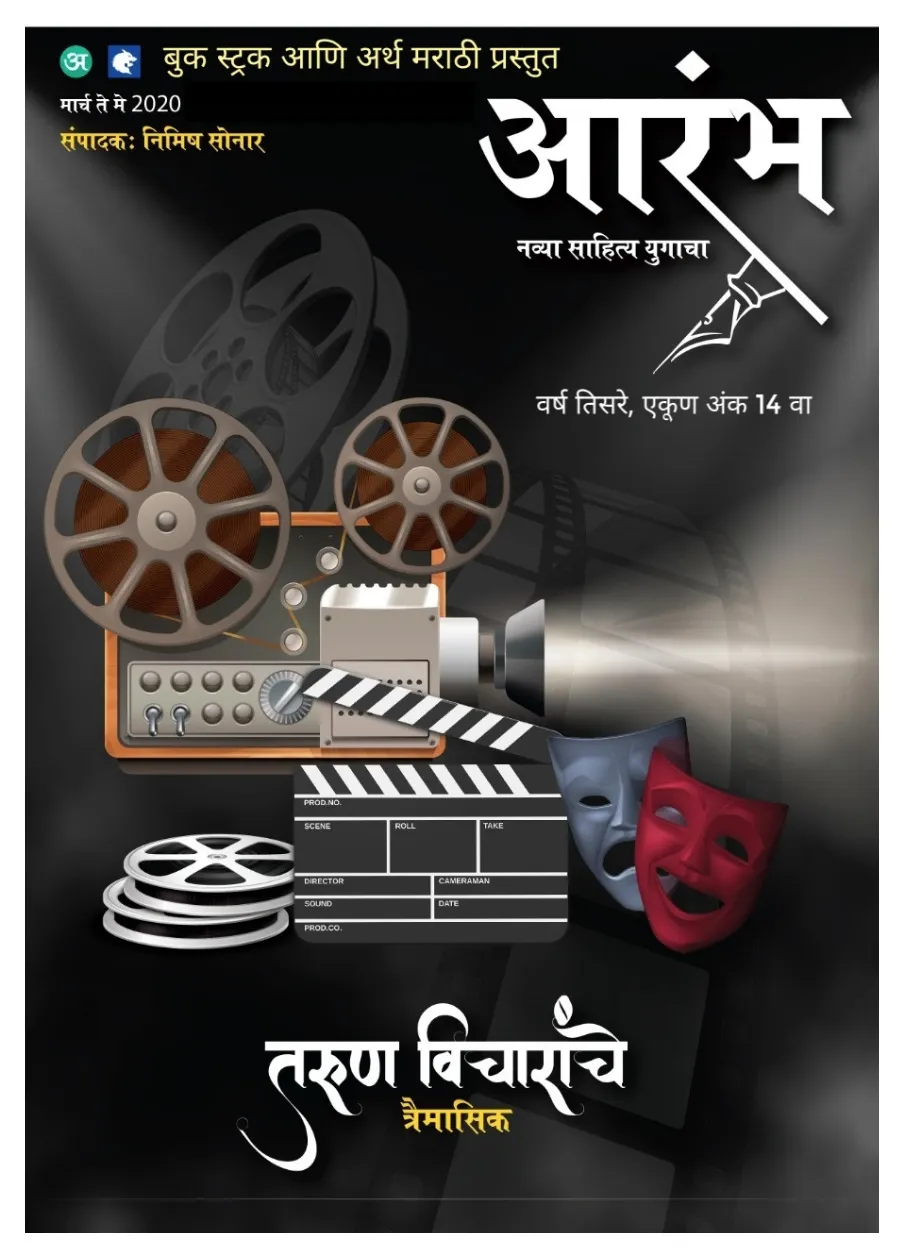 अ
बुक स्ट्रक आणि अर्थ मराठी प्रस्तुत
मार्च ते मे 2020
संपादक: निमिष सोनार
आरंभ
नव्या साहित्य युगाचा
वर्ष तिसरे, एकूण अंक 14 वा
PROD.NO.
SCENE ROLL TAKE
DIRECTOR CAMERAMAN
SOUND DATE
PROD.CO.
तरुण विचारांचे
त्रैमासिक